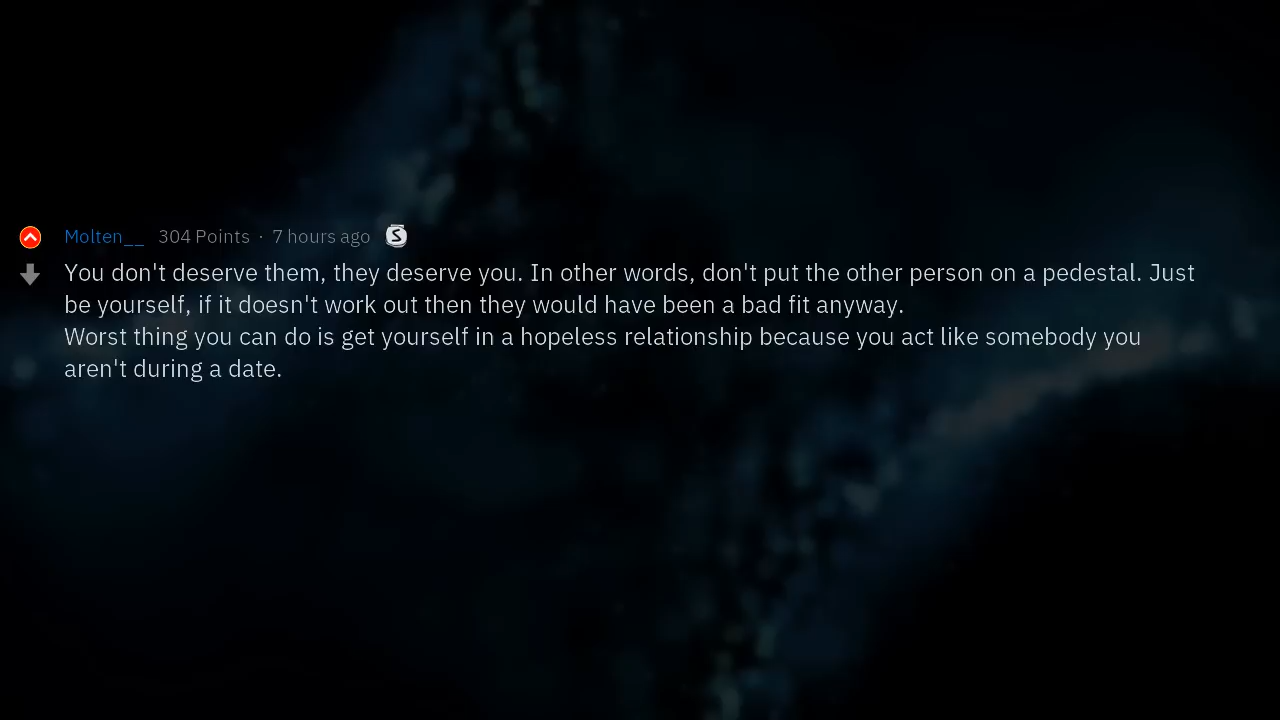 Molten__ 304 Points · 7 hours ago S
You don't deserve them, they deserve you. In other words, don't put the other person on a pedestal. Just
be yourself, if it doesn't work out then they would have been a bad fit anyway.
Worst thing you can do is get yourself in a hopeless relationship because you act like somebody you
aren't during a date.